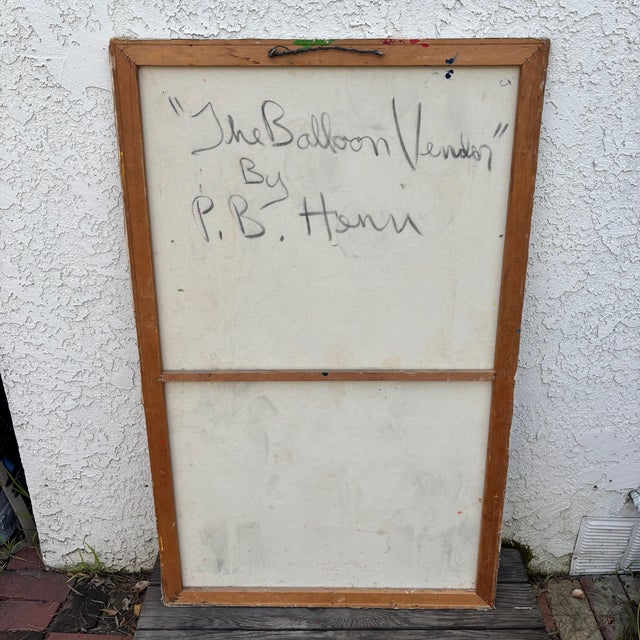 "The Balloon Vendor"
By
P.B. Henri